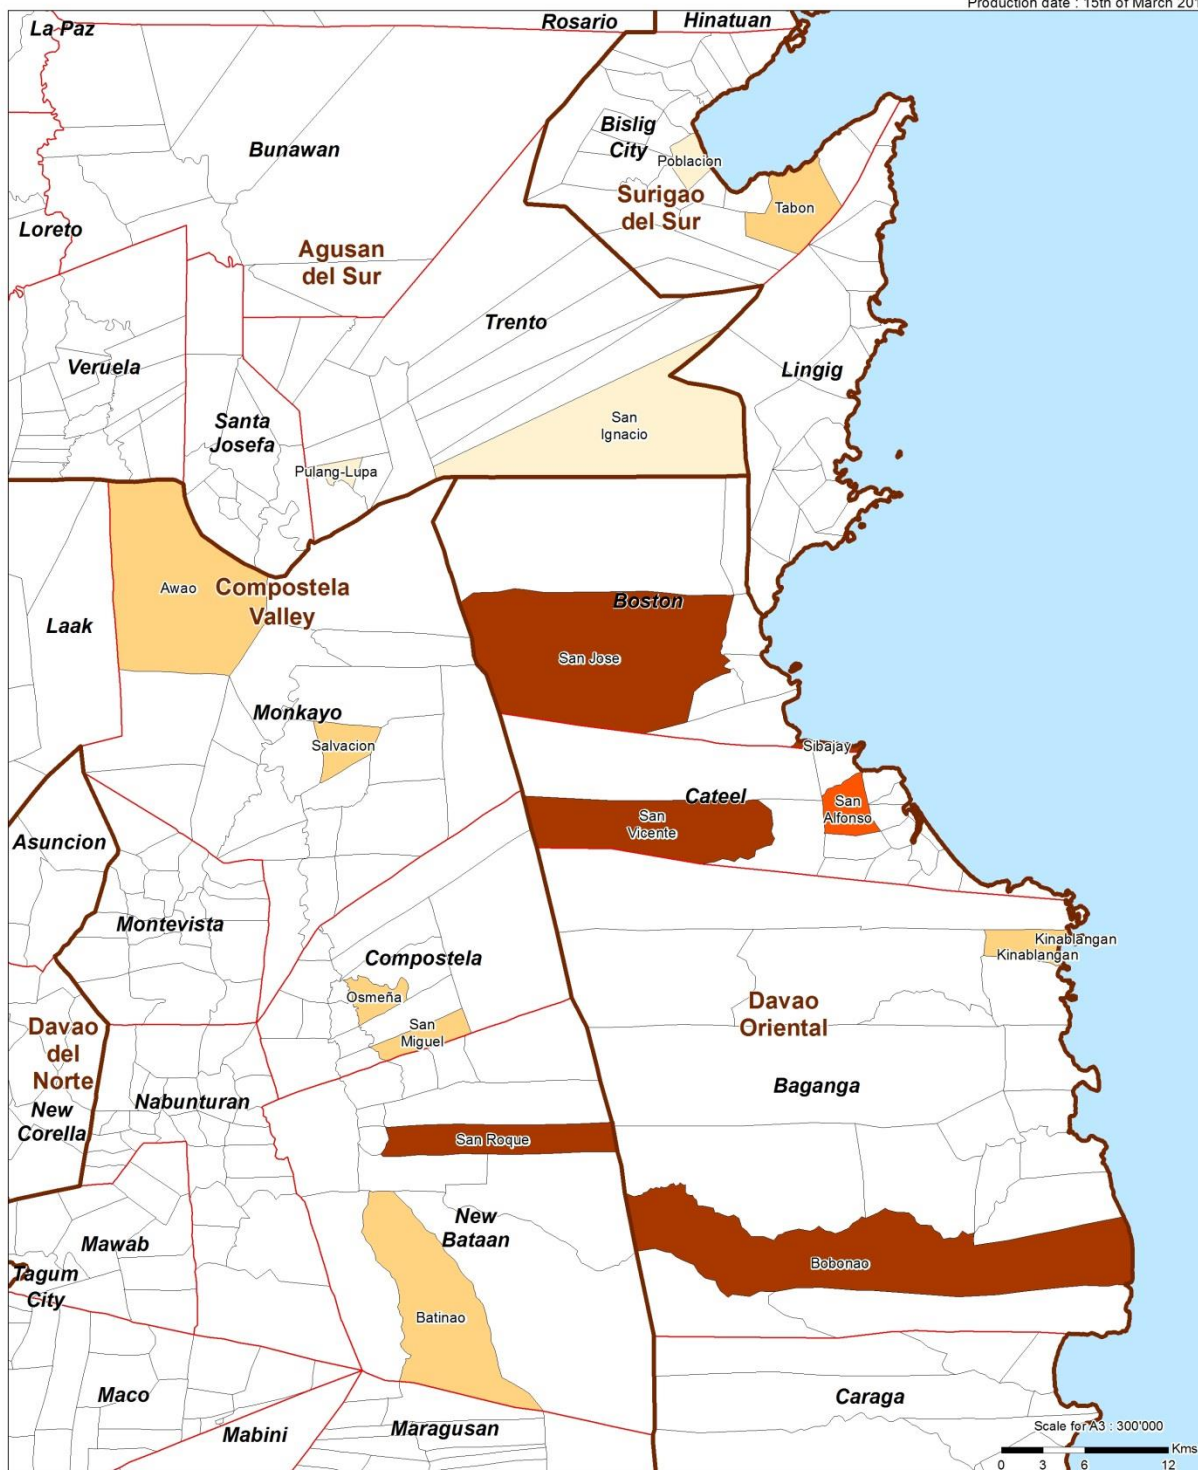 Production date : 15th of March 201
La Paz
Rosario
Hinatuan
Bunawan
Bislig
City
Poblacion
Surigao
del Sur
Tabon
Loreto
Agusan
del Sur
Trento
Veruela
Lingig
Santa
Josefa
San
Ignacio
Pulang-Lupa
Awao
Compostela
Valley
Laak
Boston
San Jose
Monkayo
Salvacion
Sibajay
Cateel
San
Vicente
San
Alfonso
Asuncion
Montevista
Compostela
Kinablangan
Kinablangan
Osmeña
San
Miguel
Davao
Oriental
Davao
del
Norte
Baganga
Nabunturan
New
Corella
San Roque
New
Bataan
Mawab
Bobonao
Tagum
City
Batinao
Maco
Caraga
Mabini
Maragusan
Scale for A3 : 300'000
Kms
0 3 6 12